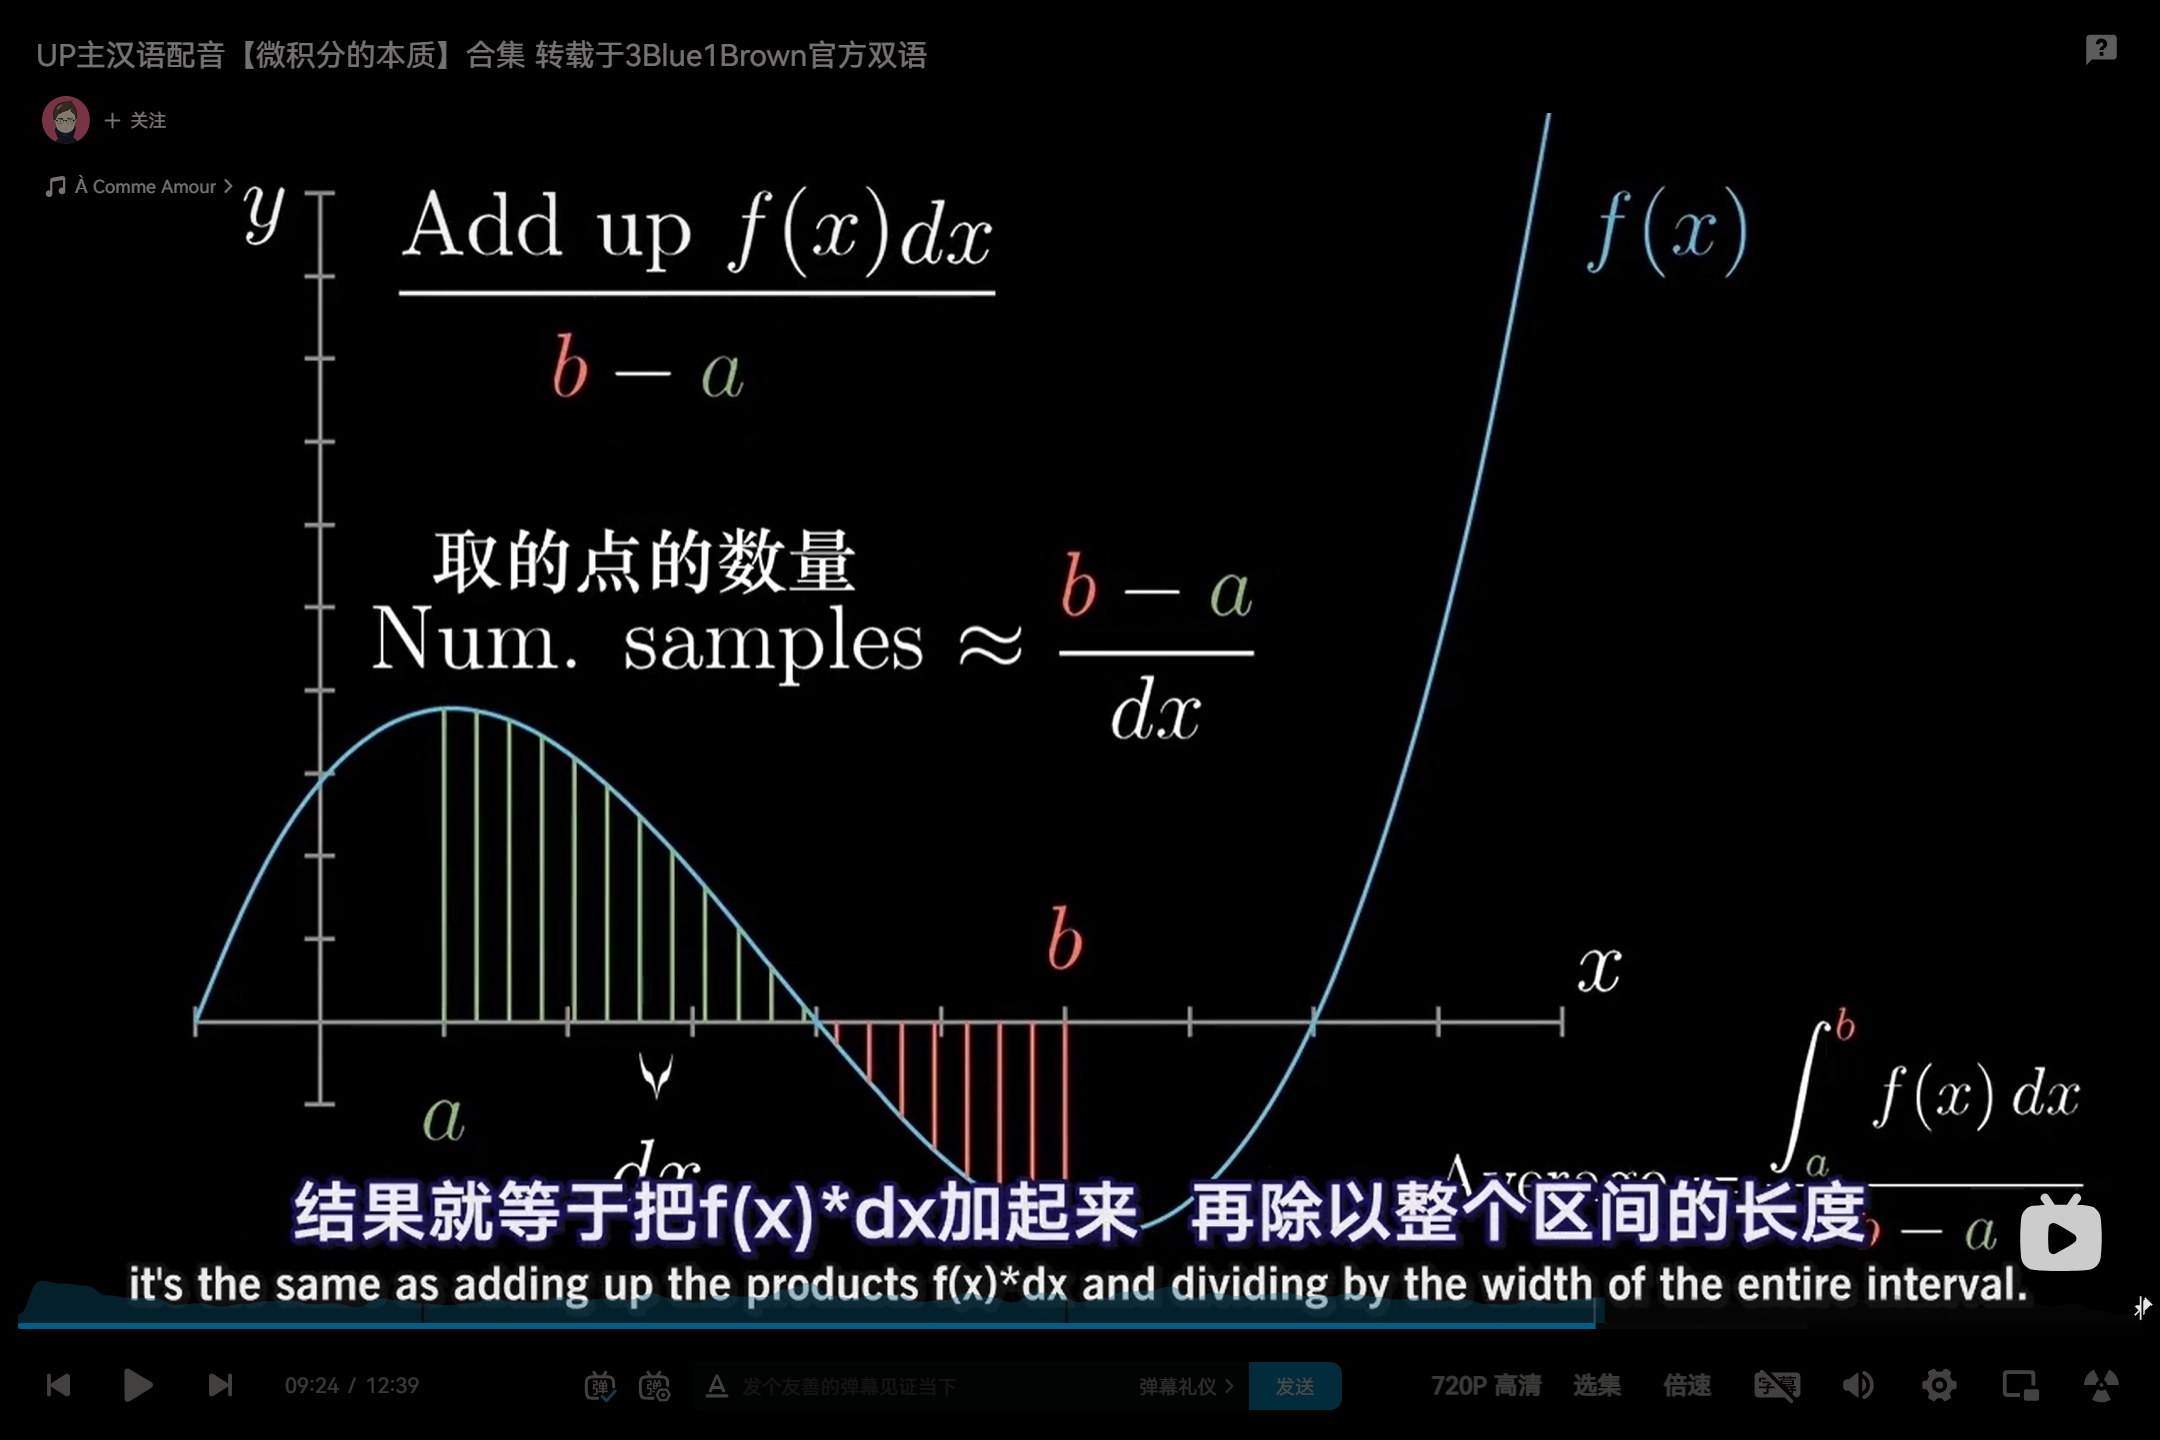 UP主汉语配音【微积分的本质】合集 转载于3Blue1Brown官方双语
+ 关注
À Comme Amour >
y
Add up f(x)dx
b − a
f(x)
取的点的数量
Num. samples ≈ b − a
dx
b
x
a
dx
∫ₐᵇ f(x) dx
Average =
b − a
结果就等于把f(x)*dx加起来 再除以整个区间的长度
it's the same as adding up the products f(x)*dx and dividing by the width of the entire interval.
09:24 / 12:39
弹
弹
A 发个友善的弹幕见证当下
弹幕礼仪 >
发送
720P 高清
选集
倍速
字幕